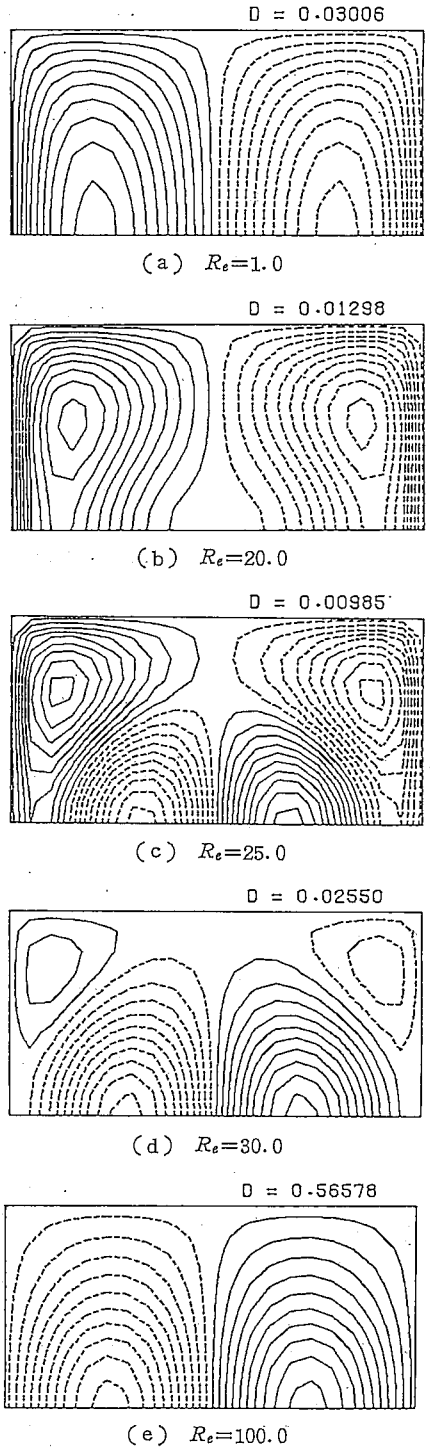 D = 0.03006
(a) Re=1.0
D = 0.01298
(b) Re=20.0
D = 0.00985
(c) Re=25.0
D = 0.02550
(d) Re=30.0
D = 0.56578
(e) Re=100.0